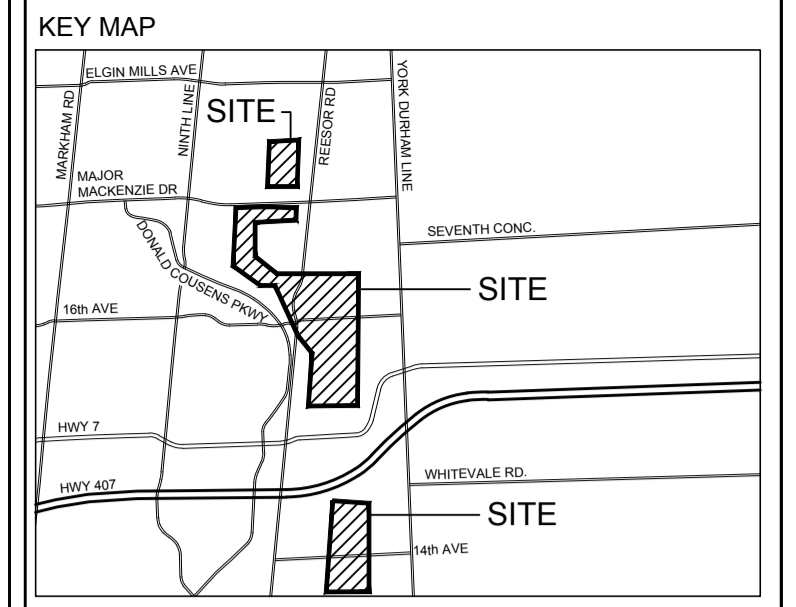 KEY MAP
ELGIN MILLS AVE
MARKHAM RD
NINTH LINE
SITE
REESOR RD
YORK DURHAM LINE
MAJOR
MACKENZIE DR
SEVENTH CONC.
DONALD COUSENS PKWY
SITE
16th AVE
HWY 7
HWY 407
WHITEVALE RD.
SITE
14th AVE